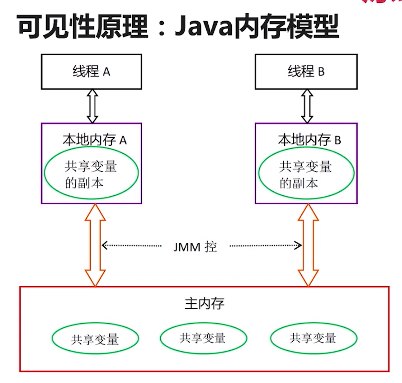 可见性原理：Java内存模型
线程 A
线程 B
本地内存 A
本地内存 B
共享变量
的副本
共享变量
的副本
JMM 控
主内存
共享变量
共享变量
共享变量